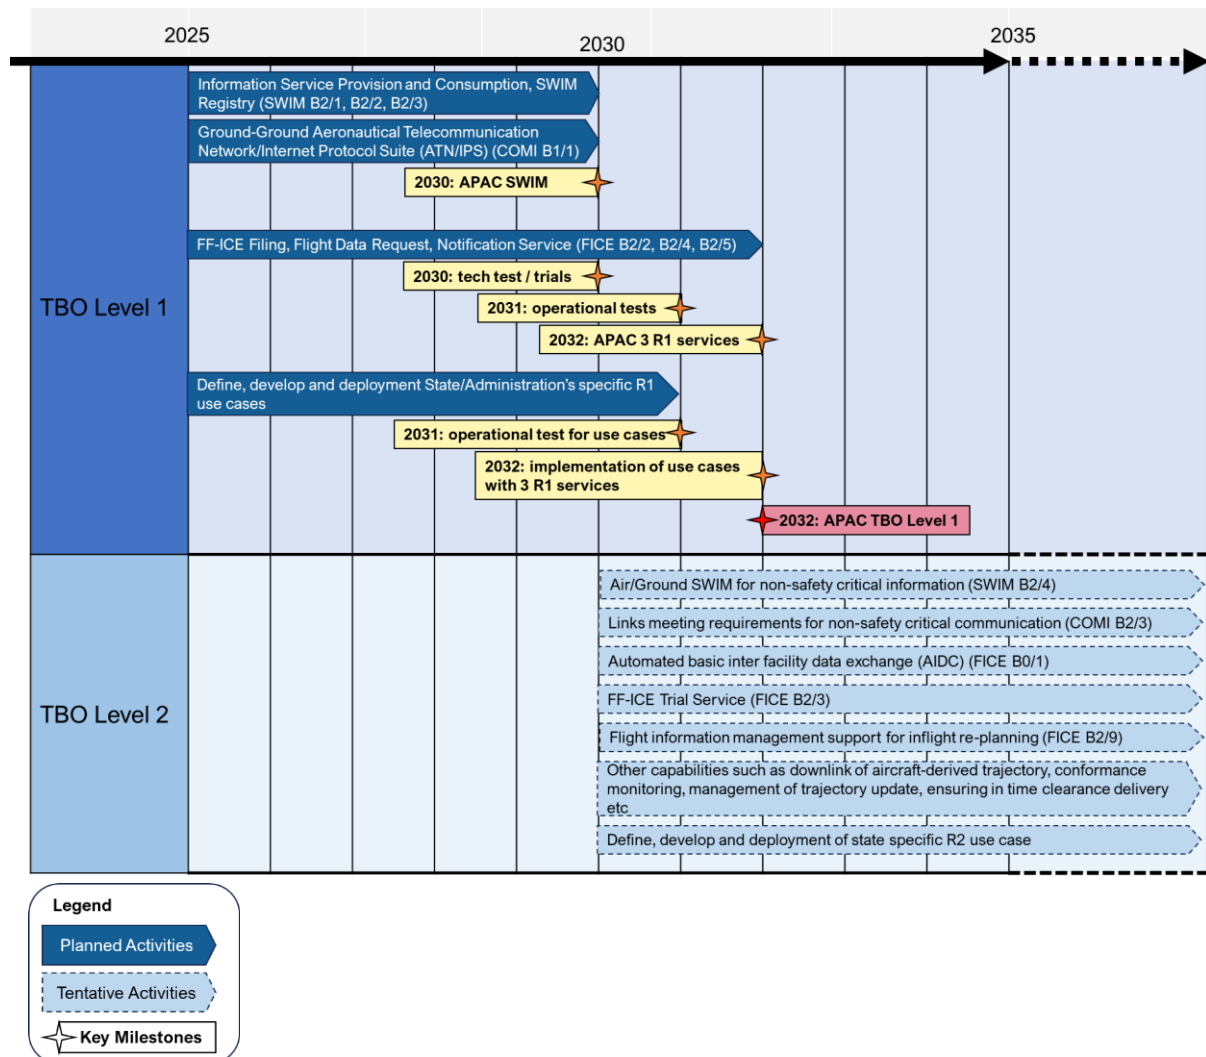 2025
2030
2035
TBO Level 1
Information Service Provision and Consumption, SWIM
Registry (SWIM B2/1, B2/2, B2/3)
Ground-Ground Aeronautical Telecommunication
Network/Internet Protocol Suite (ATN/IPS) (COMI B1/1)
2030: APAC SWIM
FF-ICE Filing, Flight Data Request, Notification Service (FICE B2/2, B2/4, B2/5)
2030: tech test / trials
2031: operational tests
2032: APAC 3 R1 services
Define, develop and deployment State/Administration's specific R1
use cases
2031: operational test for use cases
2032: implementation of use cases
with 3 R1 services
2032: APAC TBO Level 1
TBO Level 2
Air/Ground SWIM for non-safety critical information (SWIM B2/4)
Links meeting requirements for non-safety critical communication (COMI B2/3)
Automated basic inter facility data exchange (AIDC) (FICE B0/1)
FF-ICE Trial Service (FICE B2/3)
Flight information management support for inflight re-planning (FICE B2/9)
Other capabilities such as downlink of aircraft-derived trajectory, conformance
monitoring, management of trajectory update, ensuring in time clearance delivery
etc
Define, develop and deployment of state specific R2 use case
Legend
Planned Activities
Tentative Activities
Key Milestones